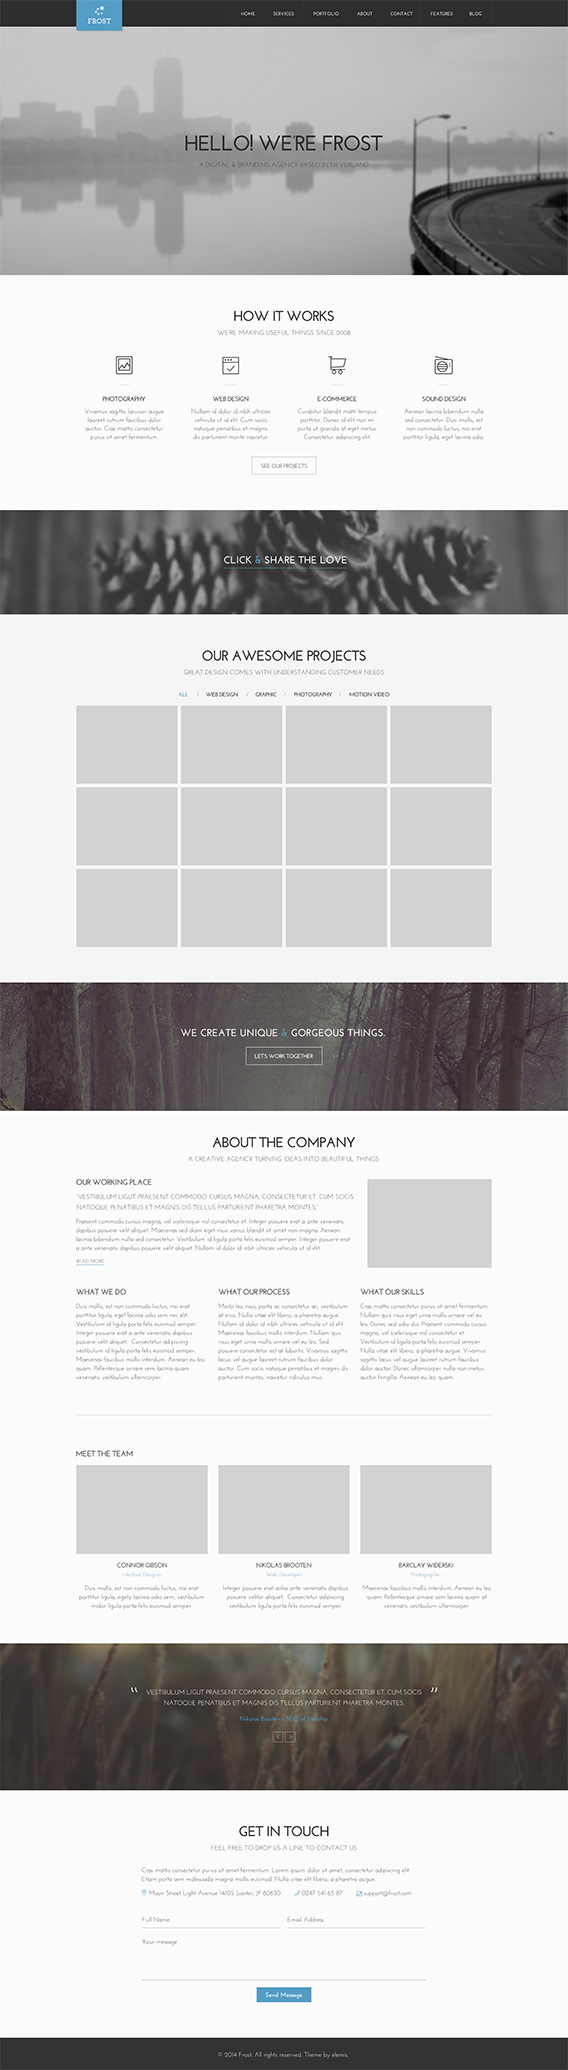 FROST
HOME SERVICES PORTFOLIO ABOUT CONTACT FEATURES BLOG
HELLO! WE'RE FROST
A DIGITAL & BRANDING AGENCY BASED IN NEVERLAND
HOW IT WORKS
WE'RE MAKING USEFUL THINGS SINCE 2008
PHOTOGRAPHY
Vivamus sagittis lacusan augue
laoreet rutrum faucibus dolor
auctor. Cras mattis consectetur
purus sit amet fermentum.
WEB DESIGN
Nullam id dolor id nibh ultricies
vehicula ut id elit. Cum sociis
natoque penatibus et magnis
dis parturient monte nascetur.
E-COMMERCE
Curabitur blandit math tempus
porttitor. Donec id elit non mi
porta ut gravida at eget metus.
Consectetur adipiscing elit.
SOUND DESIGN
Aenean lacinia bibendum nulla
sed consectetur. Duis mollis, est
non commodo luctus, nisi erat
porttitor ligula, eget lacinia odio.
SEE OUR PROJECTS
CLICK & SHARE THE LOVE
OUR AWESOME PROJECTS
GREAT DESIGN COMES WITH UNDERSTANDING CUSTOMER NEEDS
ALL / WEB DESIGN / GRAPHIC / PHOTOGRAPHY / MOTION VIDEO
WE CREATE UNIQUE & GORGEOUS THINGS.
LET'S WORK TOGETHER
ABOUT THE COMPANY
A CREATIVE AGENCY TURNING IDEAS INTO BEAUTIFUL THINGS.
OUR WORKING PLACE
"VESTIBULUM LIGUT PRAESENT COMMODO CURSUS MAGNA, CONSECTETUR ET. CUM SOCIS
NATOQUE PENATIBUS ET MAGNIS DIS TELLUS PARTURIENT PHARETRA MONTES."
Praesent commodo cursus magna, vel scelerisque nisl consectetur et. Integer posuere erat a ante venenatis
dapibus posuere velit aliquet. Maecenas sed diam eget risus varius blandit sit amet non magna. Aenean
lacinia bibendum nulla sed consectetur. Vestibulum id ligula porta felis euismod semper. Integer posuere erat
a ante venenatis dapibus posuere velit aliquet. Nullam id dolor id nibh ultricies vehicula ut id elit.
READ MORE
WHAT WE DO
Duis mollis, est non commodo luctus, nisi erat
porttitor ligula, eget lacinia odio sem nec elit.
Vestibulum id ligula porta felis euismod semper.
Integer posuere erat a ante venenatis dapibus
posuere velit aliquet. Consectetur adipiscing
vestibulum id ligula porta felis euismod semper.
Maecenas faucibus mollis interdum. Aenean eu leo
quam. Pellentesque ornare sem lacinia quam
venenatis vestibulum ullamcorper.
WHAT OUR PROCESS
Morbi leo risus, porta ac consectetur ac, vestibulum
at eros. Nulla vitae elit libero, a pharetra augue.
Nullam id dolor id nibh ultricies vehicula ut id elit.
Maecenas faucibus mollis interdum. Nullam quis
risus eget urna mollis ornare vel eu leo. Sed
posuere consectetur est at lobortis. Vivamus sagittis
lacus vel augue laoreet rutrum faucibus dolor
auctor. Cum sociis natoque penatibus et magnis dis
parturient montes, nascetur ridiculus mus.
WHAT OUR SKILLS
Cras mattis consectetur purus sit amet fermentum.
Nullam quis risus eget urna mollis ornare vel eu
leo. Donec sed odio dui. Praesent commodo cursus
magna, vel scelerisque nisl consectetur et.
Vestibulum id ligula porta felis euismod semper.
Nulla vitae elit libero, a pharetra augue. Vivamus
sagittis lacus vel augue laoreet rutrum faucibus
dolor auctor. Donec ullamcorper nulla non metus
auctor fringilla. Aenean eu leo quam.
MEET THE TEAM
CONNOR GIBSON
Interface Designer
Duis mollis, est non commodo luctus, nisi erat
porttitor ligula, egety lacinia odio sem, vestibulum
midor ligula porta felis euismod semper.
NIKOLAS BROOTEN
Web Developer
Integer posuere erat anka ante venenatis dapibus
posuere velitur aliquet. Consectetur adipiscing
vestibulum ligula porta felis euismod semper.
BARCLAY WIDERSKI
Photographer
Maecenas faucibus mollis interdum. Aenean eu leo
quam. Pellentesque ornare sem lacinia quam at
venenatis vestibulum ullamcorper.
“ VESTIBULUM LIGUT PRAESENT COMMODO CURSUS MAGNA, CONSECTETUR ET. CUM SOCIS ”
NATOQUE PENATIBUS ET MAGNIS DIS TELLUS PARTURIENT PHARETRA MONTES.
Nikolas Brooten
GET IN TOUCH
FEEL FREE TO DROP US A LINE TO CONTACT US
Cras mattis consectetur purus sit amet fermentum. Lorem ipsum dolor sit amet, consectetur adipiscing elit.
Etiam porta sem malesuada magna mollis euismod. Nulla vitae elit libero, a pharetra augue.
Moon Street Light Avenue 14/05 Jupiter, JP 80630 0247 541 65 87 support@frost.com
Full Name Email Address
Your message
Send Message
© 2014 Frost. All rights reserved. Theme by elemis.